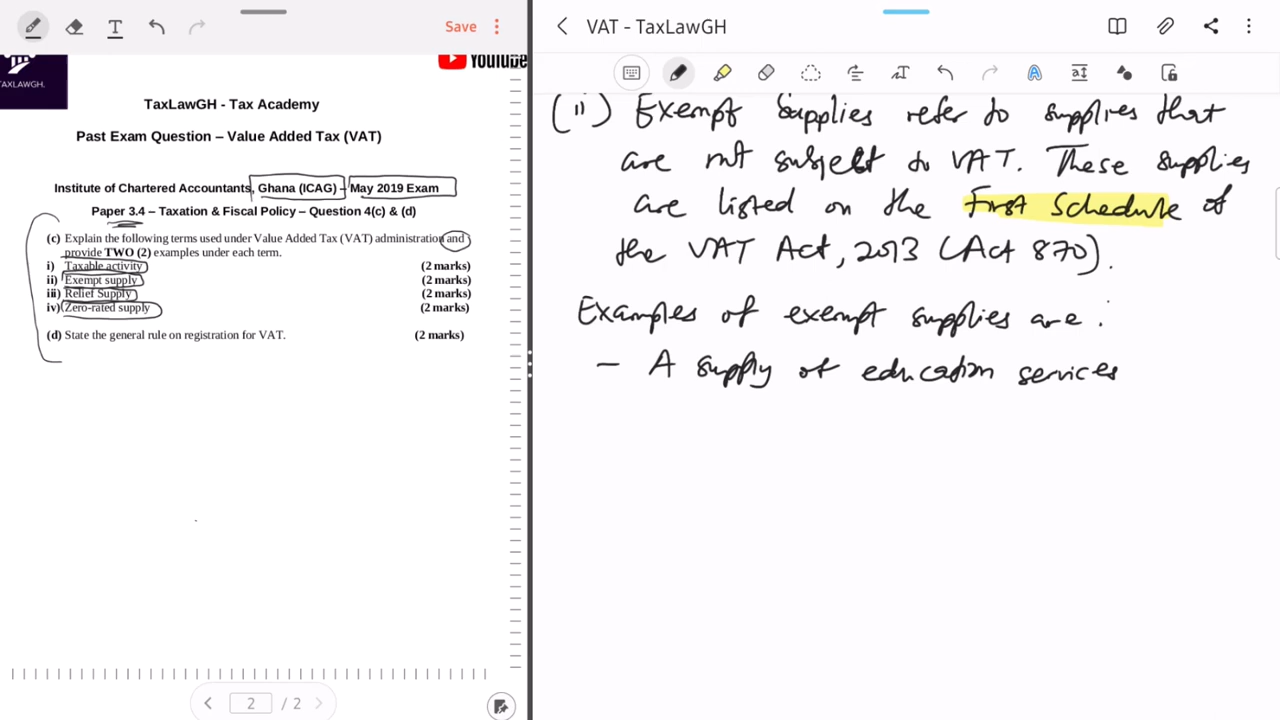 Save
YouTube
TAXLAWGH.
TaxLawGH - Tax Academy
Past Exam Question – Value Added Tax (VAT)
Institute of Chartered Accountants, Ghana (ICAG) – May 2019 Exam
Paper 3.4 – Taxation & Fiscal Policy – Question 4(c) & (d)
(c) Explain the following terms used under Value Added Tax (VAT) administration and
provide TWO (2) examples under each term.
i) Taxable activity (2 marks)
ii) Exempt supply (2 marks)
iii) Relief Supply (2 marks)
iv) Zero-rated supply (2 marks)
(d) State the general rule on registration for VAT. (2 marks)
2 / 2
VAT - TaxLawGH
(ii) Exempt supplies refer to supplies that
are not subject to VAT. These supplies
are listed on the First Schedule of
the VAT Act, 2013 (Act 870).
Examples of exempt supplies are:
– A supply of education services